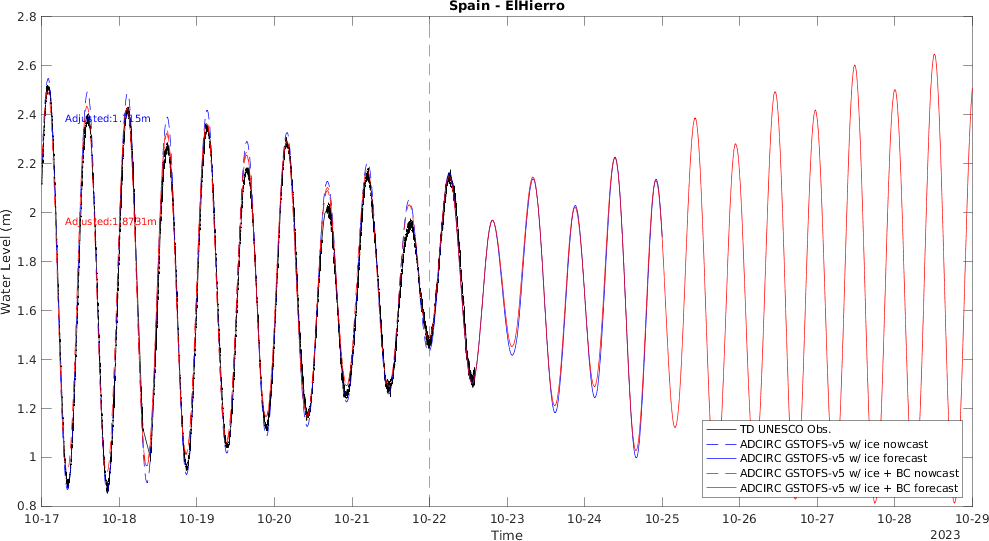 Spain - ElHierro
2.8
2.6
2.4
2.2
2
1.8
1.6
1.4
1.2
1
0.8
Water Level (m)
Adjusted:1.8731m
TD UNESCO Obs.
ADCIRC GSTOFS-v5 w/ ice nowcast
ADCIRC GSTOFS-v5 w/ ice forecast
ADCIRC GSTOFS-v5 w/ ice + BC nowcast
ADCIRC GSTOFS-v5 w/ ice + BC forecast
10-17 10-18 10-19 10-20 10-21 10-22 10-23 10-24 10-25 10-26 10-27 10-28 10-29
Time
2023